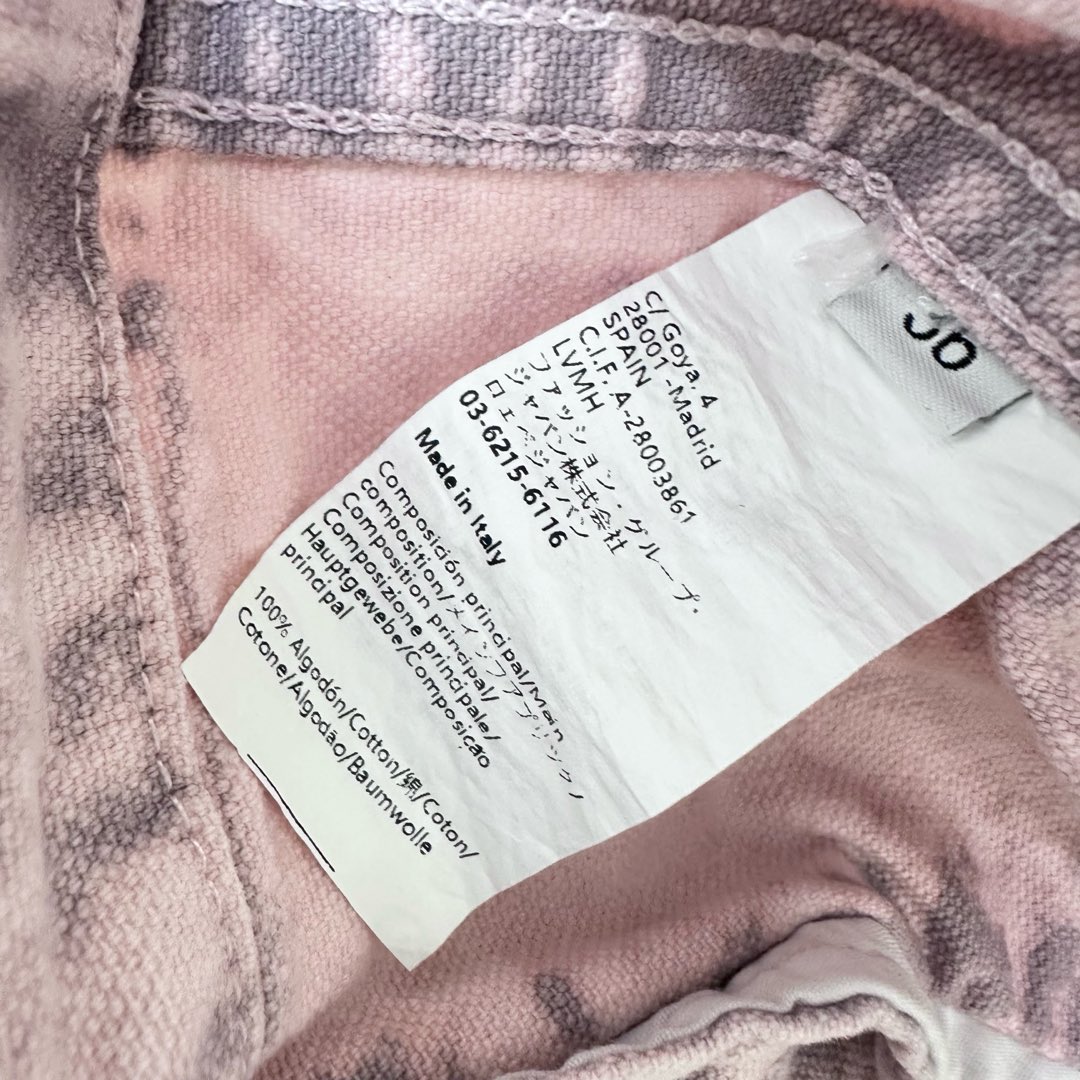 36
C/ Goya, 4
28001 -Madrid
SPAIN
C.I.F. A-28003861
LVMH
ファッション・グループ・
ジャパン株式会社
ロエベジャパン
03-6215-6116
Made in Italy
Composición principal/Main
composition/メインファブリック/
Composition principal/
Composizione principale/
Hauptgewebe/Composição
principal
100% Algodón/Cotton/綿/Coton/
Cotone/Algodão/Baumwolle